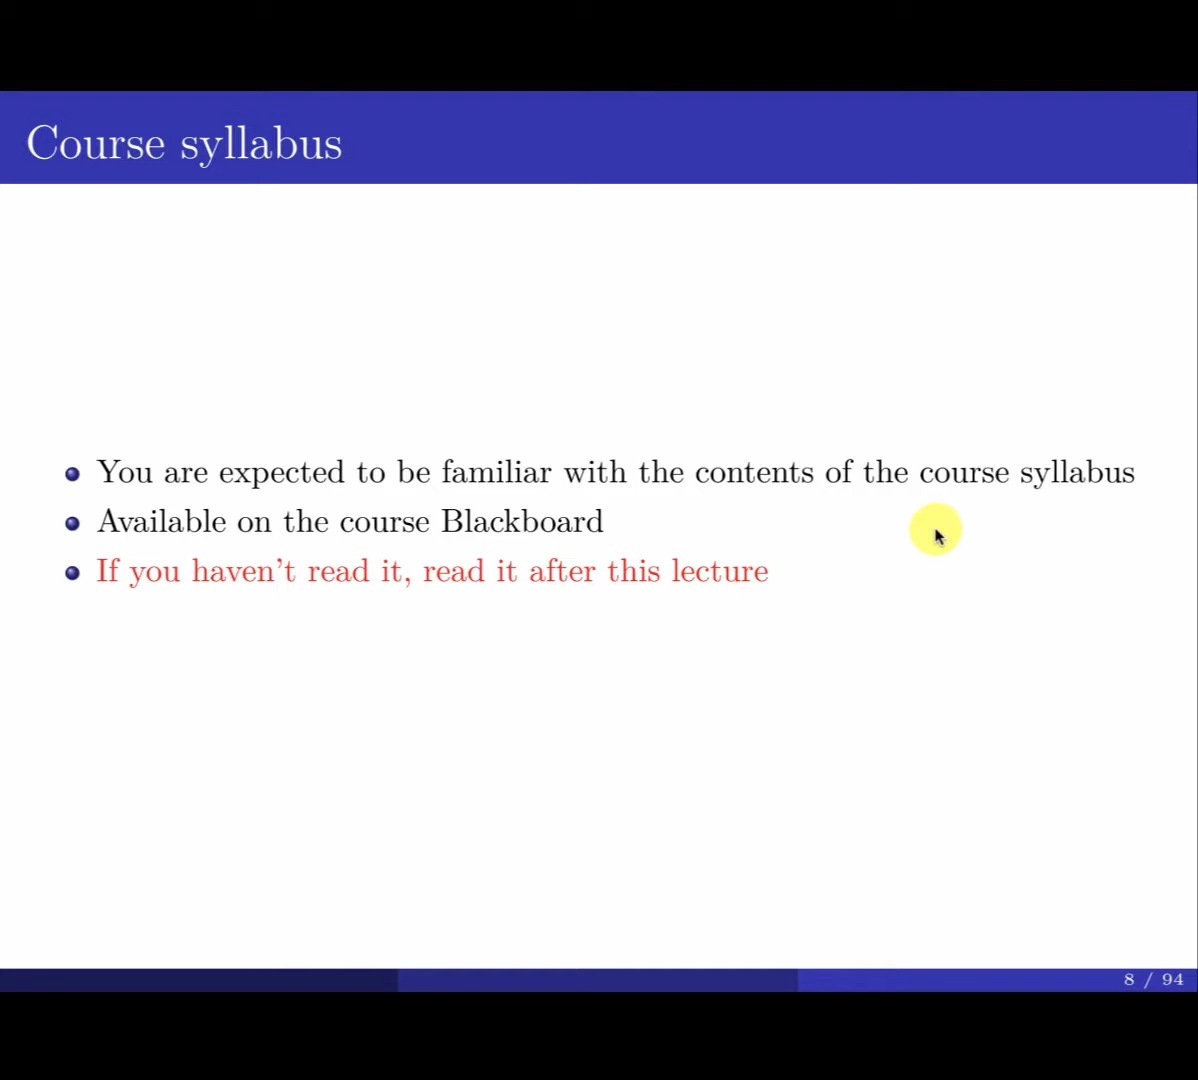 Course syllabus
You are expected to be familiar with the contents of the course syllabus
Available on the course Blackboard
If you haven't read it, read it after this lecture
8 / 94